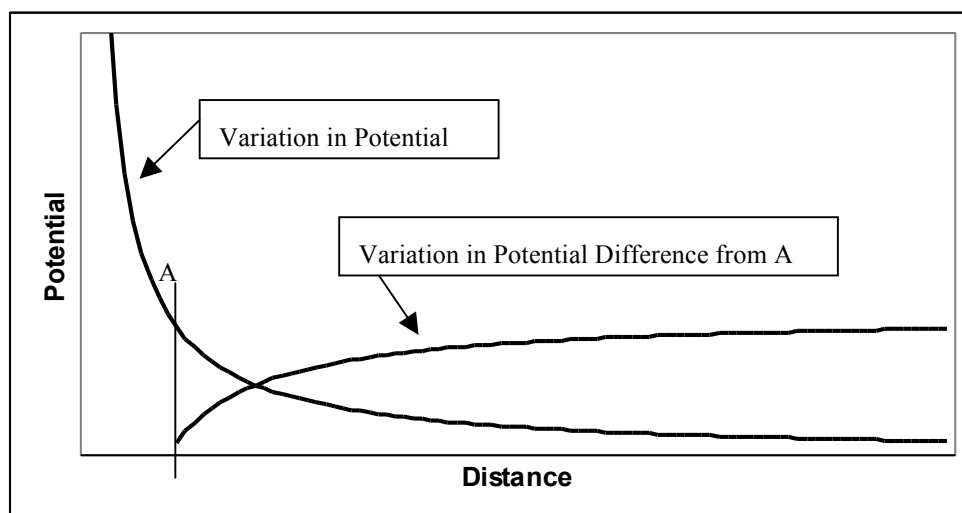 Variation in Potential
Variation in Potential Difference from A
A
Potential
Distance